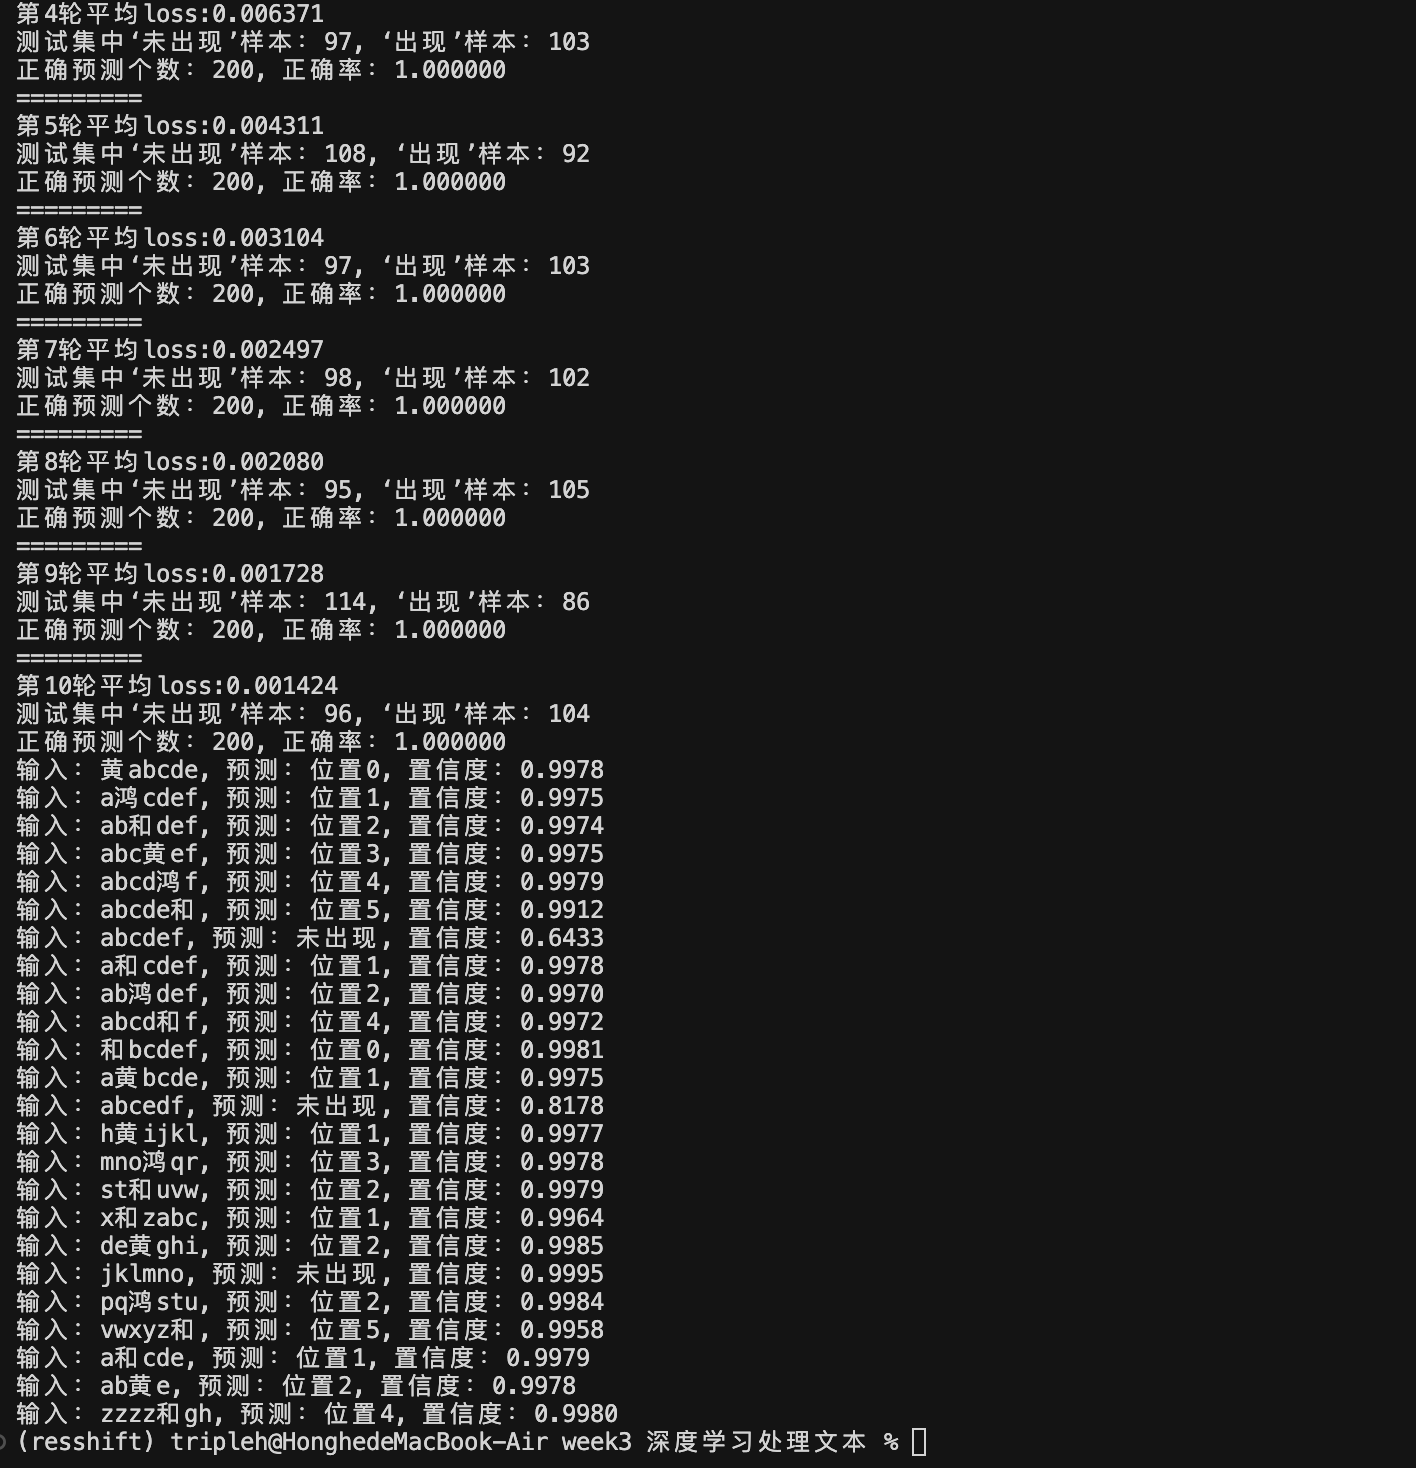 第4轮平均loss:0.006371
测试集中‘未出现’样本: 97, ‘出现’样本: 103
正确预测个数: 200, 正确率: 1.000000
=========
第5轮平均loss:0.004311
测试集中‘未出现’样本: 108, ‘出现’样本: 92
正确预测个数: 200, 正确率: 1.000000
=========
第6轮平均loss:0.003104
测试集中‘未出现’样本: 97, ‘出现’样本: 103
正确预测个数: 200, 正确率: 1.000000
=========
第7轮平均loss:0.002497
测试集中‘未出现’样本: 98, ‘出现’样本: 102
正确预测个数: 200, 正确率: 1.000000
=========
第8轮平均loss:0.002080
测试集中‘未出现’样本: 95, ‘出现’样本: 105
正确预测个数: 200, 正确率: 1.000000
=========
第9轮平均loss:0.001728
测试集中‘未出现’样本: 114, ‘出现’样本: 86
正确预测个数: 200, 正确率: 1.000000
=========
第10轮平均loss:0.001424
测试集中‘未出现’样本: 96, ‘出现’样本: 104
正确预测个数: 200, 正确率: 1.000000
输入: 黄abcde, 预测: 位置0, 置信度: 0.9978
输入: a鸿cdef, 预测: 位置1, 置信度: 0.9975
输入: ab和def, 预测: 位置2, 置信度: 0.9974
输入: abc黄ef, 预测: 位置3, 置信度: 0.9975
输入: abcd鸿f, 预测: 位置4, 置信度: 0.9979
输入: abcde和, 预测: 位置5, 置信度: 0.9912
输入: abcdef, 预测: 未出现, 置信度: 0.6433
输入: a和cdef, 预测: 位置1, 置信度: 0.9978
输入: ab鸿def, 预测: 位置2, 置信度: 0.9970
输入: abcd和f, 预测: 位置4, 置信度: 0.9972
输入: 和bcdef, 预测: 位置0, 置信度: 0.9981
输入: a黄bcde, 预测: 位置1, 置信度: 0.9975
输入: abcedf, 预测: 未出现, 置信度: 0.8178
输入: h黄ijkl, 预测: 位置1, 置信度: 0.9977
输入: mno鸿qr, 预测: 位置3, 置信度: 0.9978
输入: st和uvw, 预测: 位置2, 置信度: 0.9979
输入: x和zabc, 预测: 位置1, 置信度: 0.9964
输入: de黄ghi, 预测: 位置2, 置信度: 0.9985
输入: jklmno, 预测: 未出现, 置信度: 0.9995
输入: pq鸿stu, 预测: 位置2, 置信度: 0.9984
输入: vwxyz和, 预测: 位置5, 置信度: 0.9958
输入: a和cde, 预测: 位置1, 置信度: 0.9979
输入: ab黄e, 预测: 位置2, 置信度: 0.9978
输入: zzzz和gh, 预测: 位置4, 置信度: 0.9980
(resshift) tripleh@HonghedeMacBook-Air week3 深度学习处理文本 %